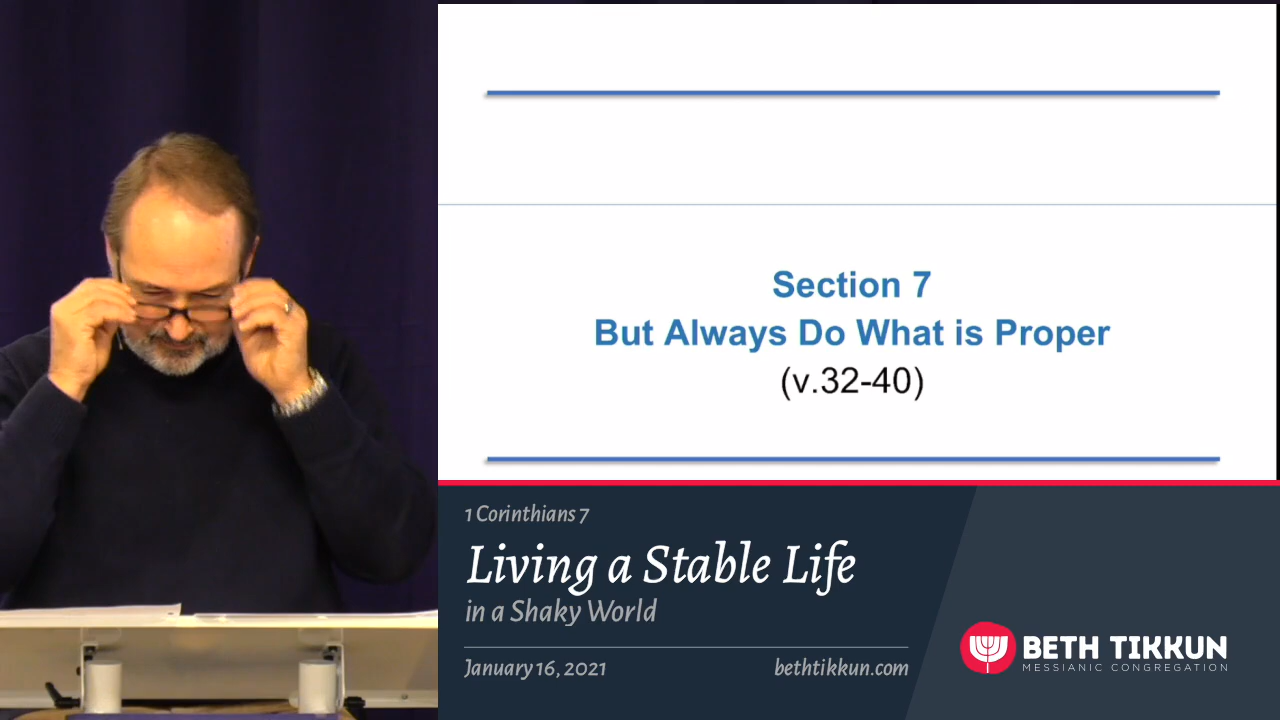 Section 7
But Always Do What is Proper
(v.32-40)
1 Corinthians 7
Living a Stable Life
in a Shaky World
January 16, 2021
bethtikkun.com
BETH TIKKUN
MESSIANIC CONGREGATION